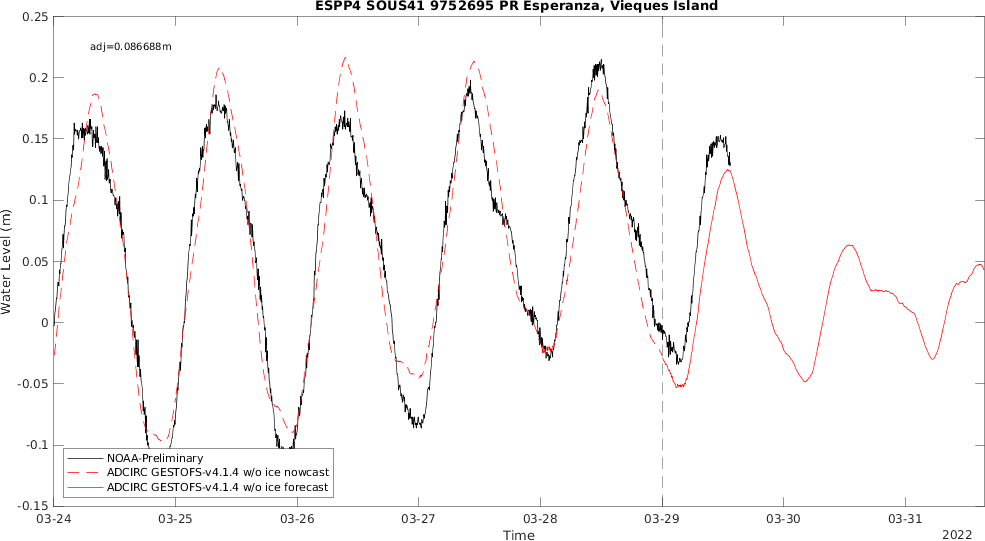 ESPP4 SOUS41 9752695 PR Esperanza, Vieques Island
adj=0.086688m
0.25
0.2
0.15
0.1
0.05
0
-0.05
-0.1
-0.15
Water Level (m)
NOAA-Preliminary
ADCIRC GESTOFS-v4.1.4 w/o ice nowcast
ADCIRC GESTOFS-v4.1.4 w/o ice forecast
03-24 03-25 03-26 03-27 03-28 03-29 03-30 03-31
Time
2022